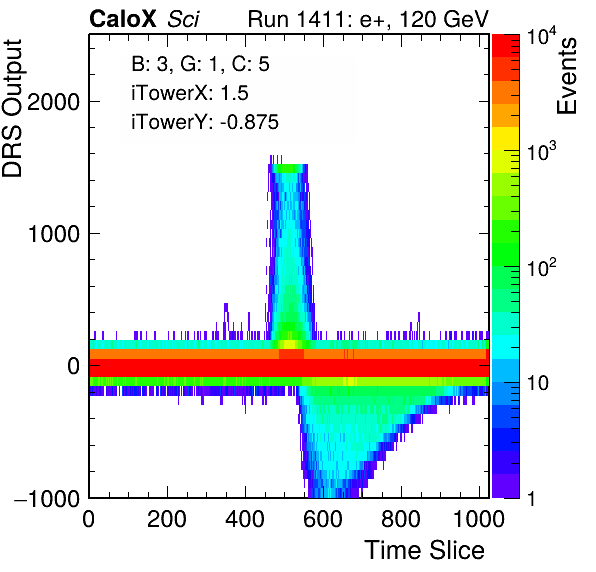 CaloX Sci Run 1411: e+, 120 GeV
B: 3, G: 1, C: 5
iTowerX: 1.5
iTowerY: -0.875
DRS Output
2000
1000
0
−1000
0 200 400 600 800 1000
Time Slice
Events
10^4
10^3
10^2
10
1